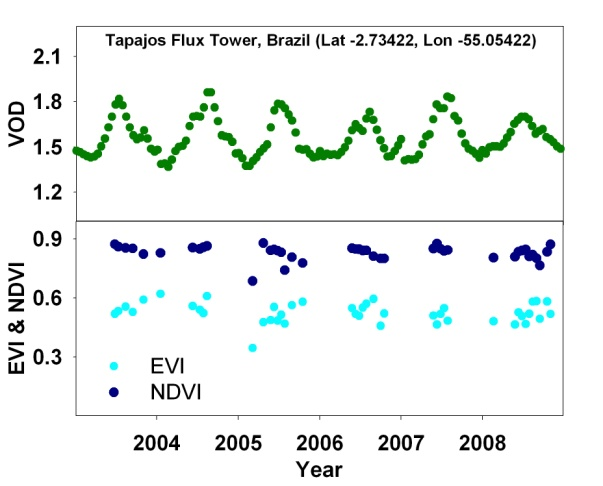 Tapajos Flux Tower, Brazil (Lat -2.73422, Lon -55.05422)
VOD
2.1
1.8
1.5
1.2
EVI & NDVI
0.9
0.6
0.3
EVI
NDVI
2004 2005 2006 2007 2008
Year